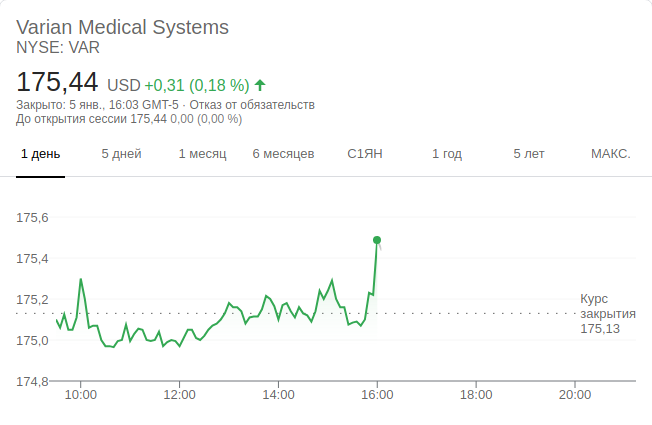 Varian Medical Systems
NYSE: VAR
175,44 USD +0,31 (0,18 %)
Закрыто: 5 янв., 16:03 GMT-5 · Отказ от обязательств
До открытия сессии 175,44 0,00 (0,00 %)
1 день 5 дней 1 месяц 6 месяцев С1ЯН 1 год 5 лет МАКС.
175,6
175,4
175,2
175,0
174,8
Курс
закрытия
175,13
10:00 12:00 14:00 16:00 18:00 20:00